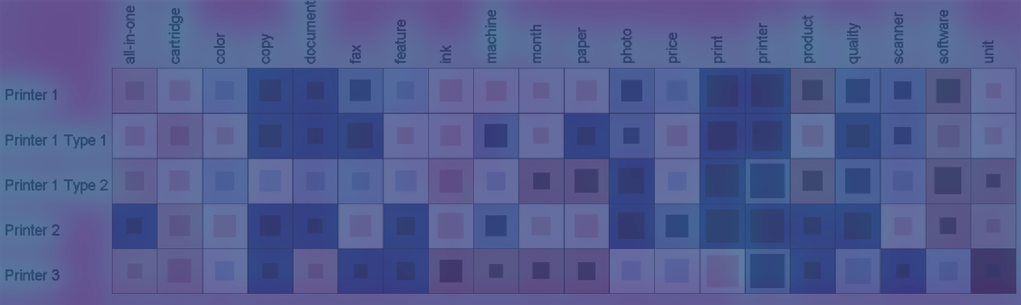 all-in-one cartridge color copy document fax feature ink machine month paper photo price print printer product quality scanner software unit
Printer 1
Printer 1 Type 1
Printer 1 Type 2
Printer 2
Printer 3